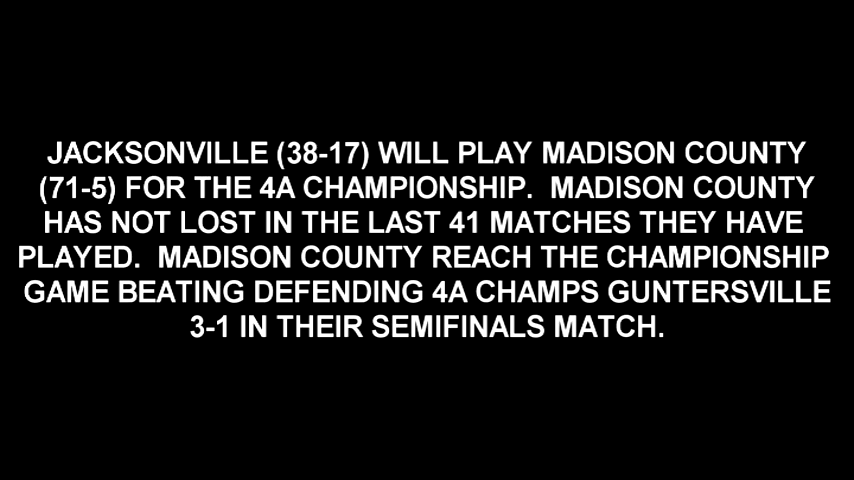 JACKSONVILLE (38-17) WILL PLAY MADISON COUNTY
(71-5) FOR THE 4A CHAMPIONSHIP.  MADISON COUNTY
HAS NOT LOST IN THE LAST 41 MATCHES THEY HAVE
PLAYED.  MADISON COUNTY REACH THE CHAMPIONSHIP
GAME BEATING DEFENDING 4A CHAMPS GUNTERSVILLE
3-1 IN THEIR SEMIFINALS MATCH.